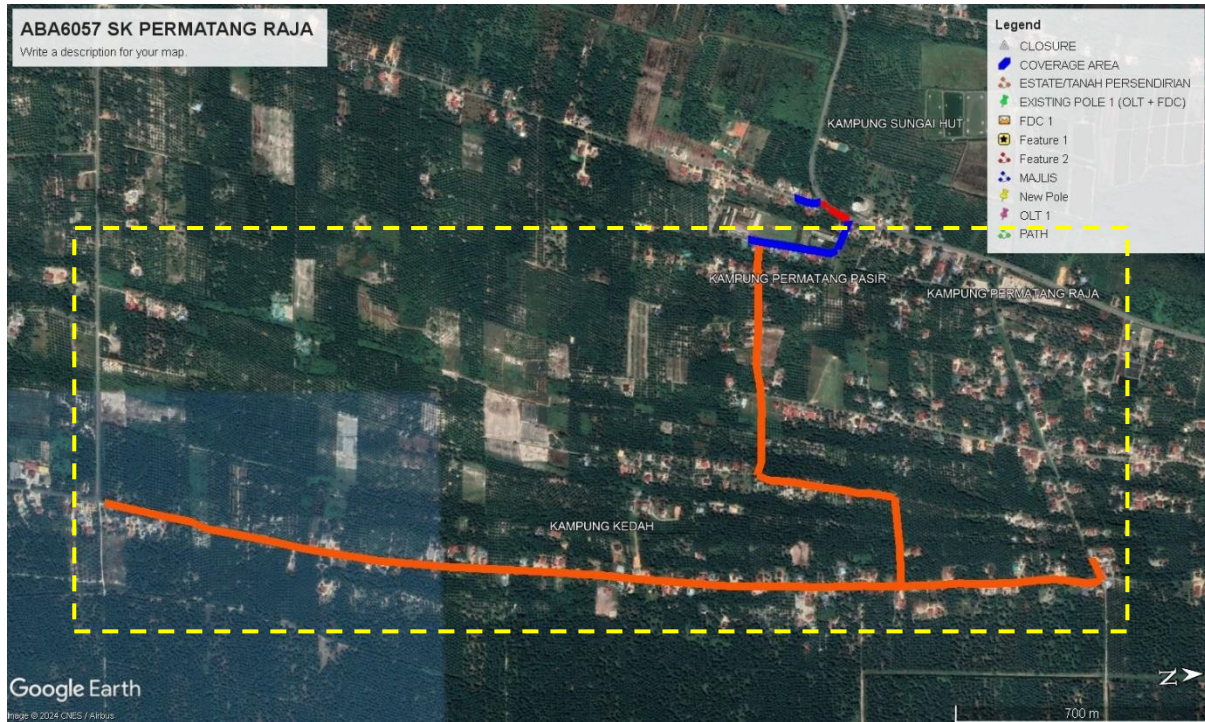 ABA6057 SK PERMATANG RAJA
Write a description for your map.
Legend
CLOSURE
COVERAGE AREA
ESTATE/TANAH PERSENDIRIAN
EXISTING POLE 1 (OLT + FDC)
FDC 1
Feature 1
Feature 2
MAJLIS
New Pole
OLT 1
PATH
KAMPUNG SUNGAI HUT
KAMPUNG PERMATANG PASIR
KAMPUNG PERMATANG RAJA
KAMPUNG KEDAH
Google Earth
Image © 2024 CNES / Airbus
N
700 m